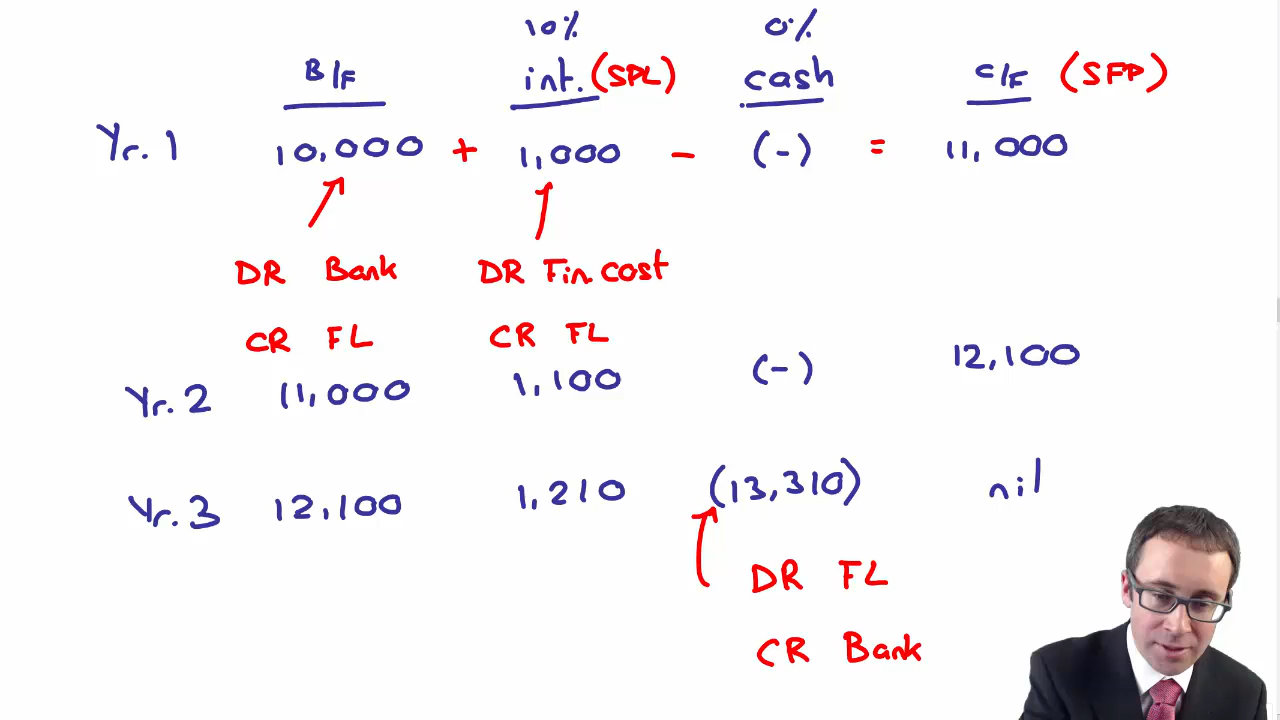 10% 0%
B/F int. (SPL) cash C/F (SFP)
Yr. 1 10,000 + 1,000 - (-) = 11,000
DR Bank DR Fin cost
CR FL CR FL
Yr. 2 11,000 1,100 (-) 12,100
Yr. 3 12,100 1,210 (13,310) nil
DR FL
CR Bank